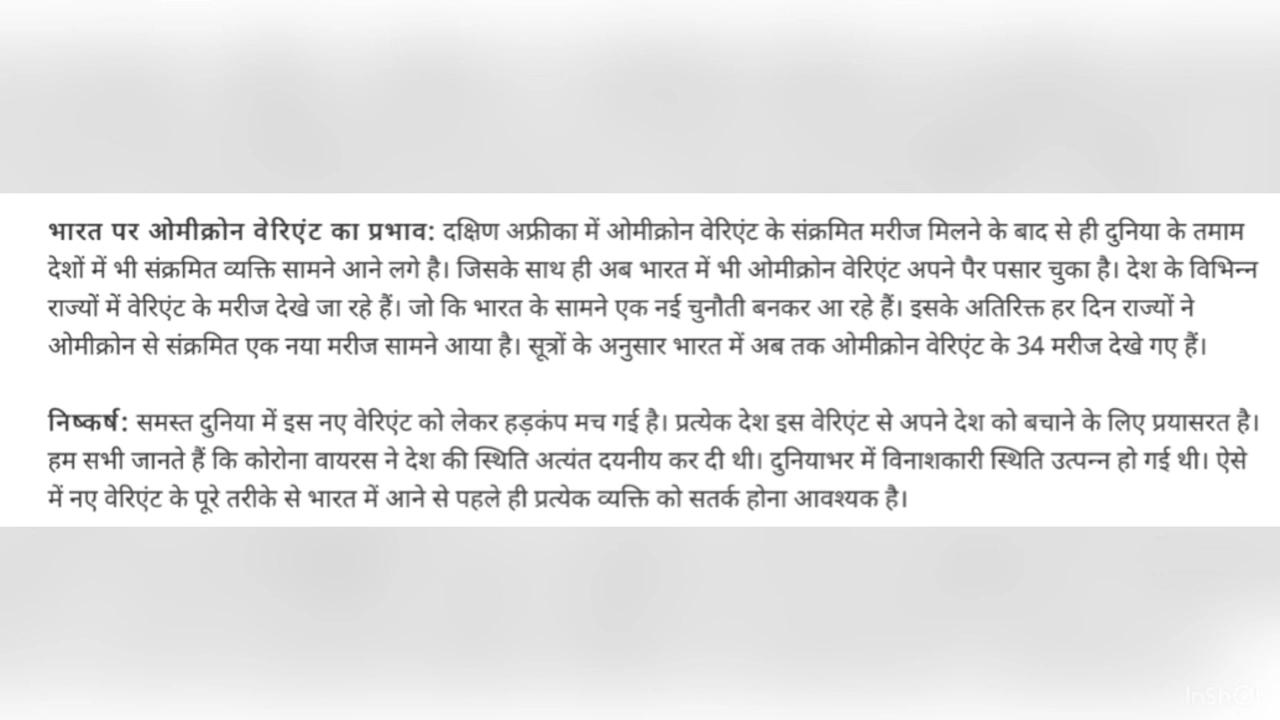 भारत पर ओमीक्रोन वेरिएंट का प्रभाव: दक्षिण अफ्रीका में ओमीक्रोन वेरिएंट के संक्रमित मरीज मिलने के बाद से ही दुनिया के तमाम
देशों में भी संक्रमित व्यक्ति सामने आने लगे है। जिसके साथ ही अब भारत में भी ओमीक्रोन वेरिएंट अपने पैर पसार चुका है। देश के विभिन्न
राज्यों में वेरिएंट के मरीज देखे जा रहे हैं। जो कि भारत के सामने एक नई चुनौती बनकर आ रहे हैं। इसके अतिरिक्त हर दिन राज्यों ने
ओमीक्रोन से संक्रमित एक नया मरीज सामने आया है। सूत्रों के अनुसार भारत में अब तक ओमीक्रोन वेरिएंट के 34 मरीज देखे गए हैं।
निष्कर्ष: समस्त दुनिया में इस नए वेरिएंट को लेकर हड़कंप मच गई है। प्रत्येक देश इस वेरिएंट से अपने देश को बचाने के लिए प्रयासरत है।
हम सभी जानते हैं कि कोरोना वायरस ने देश की स्थिति अत्यंत दयनीय कर दी थी। दुनियाभर में विनाशकारी स्थिति उत्पन्न हो गई थी। ऐसे
में नए वेरिएंट के पूरे तरीके से भारत में आने से पहले ही प्रत्येक व्यक्ति को सतर्क होना आवश्यक है।
InShOt